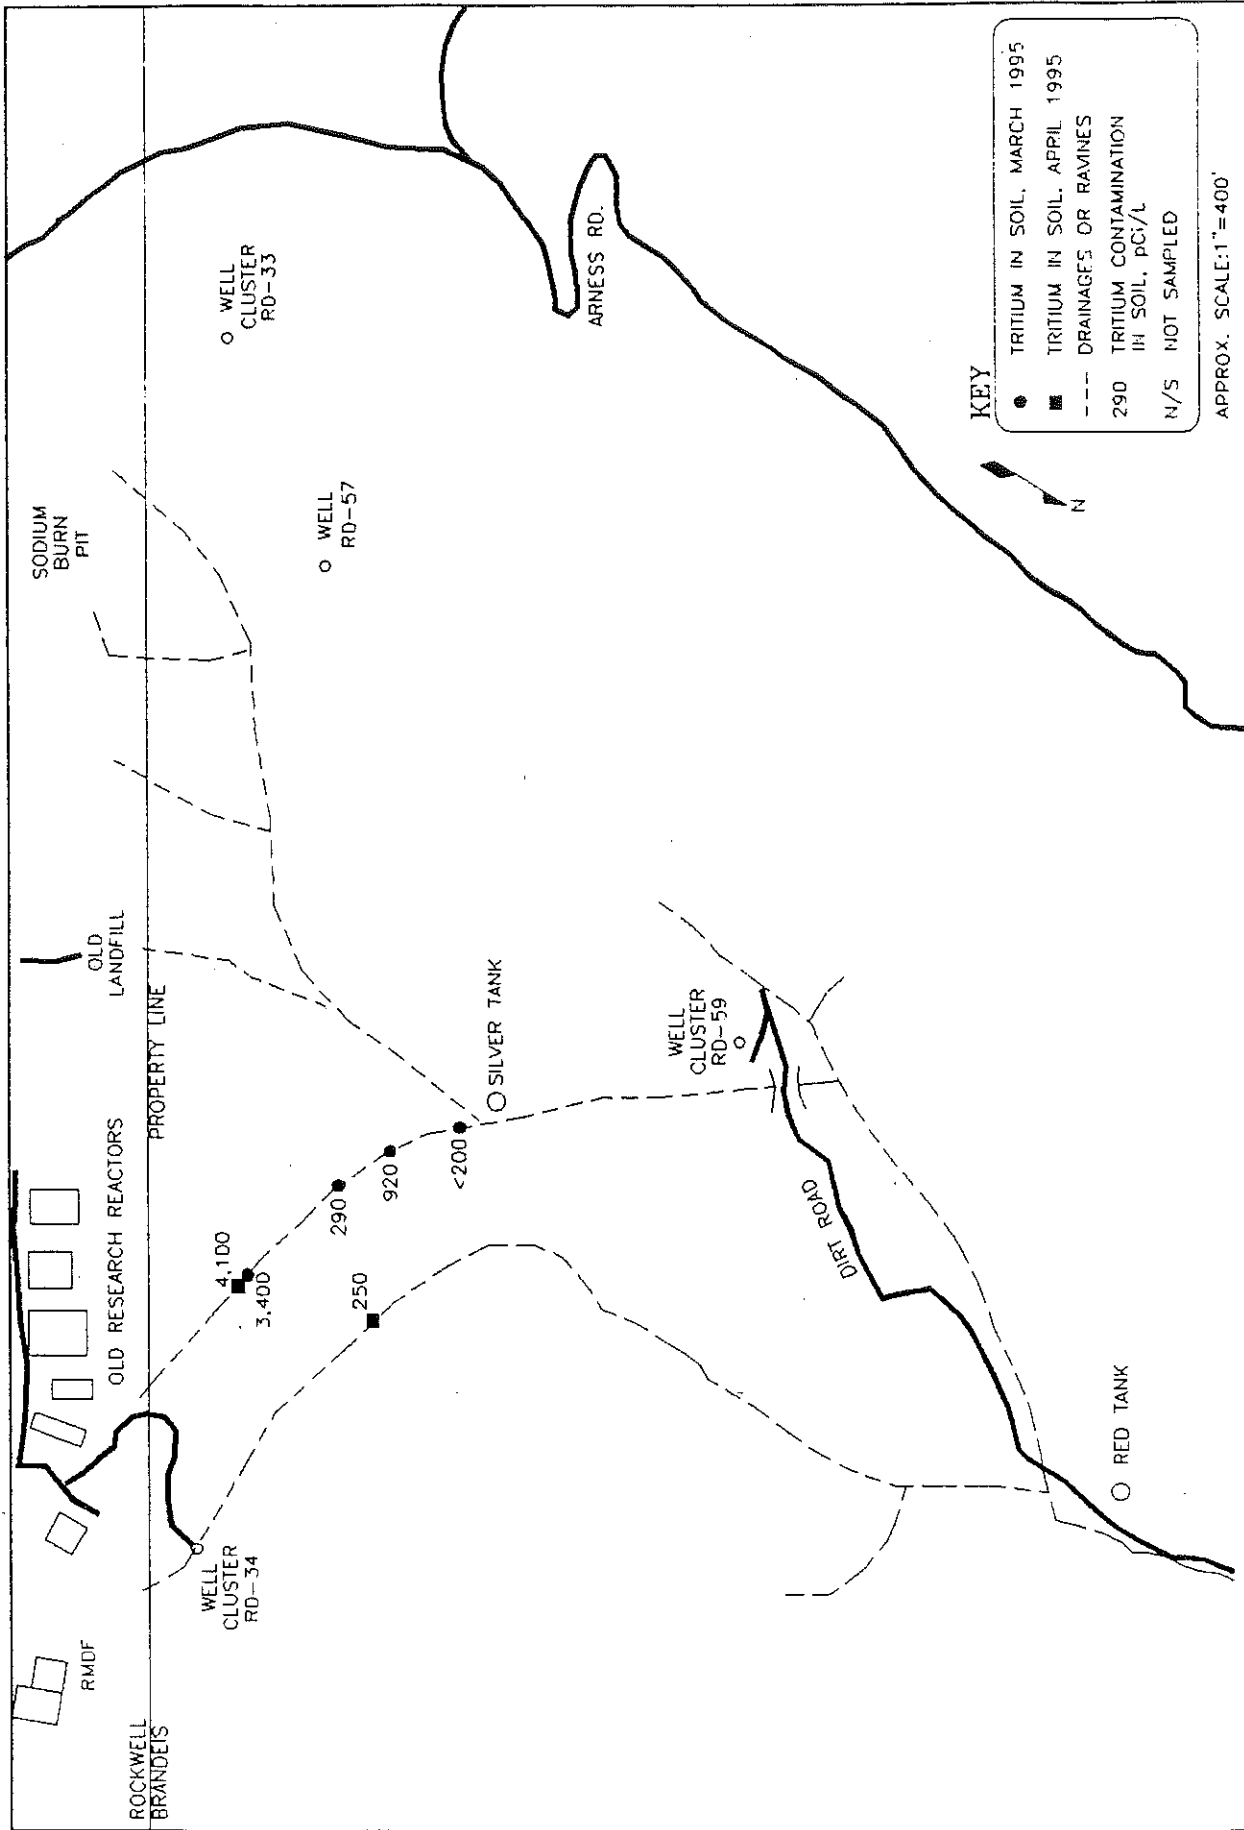 ROCKWELL
BRANDEIS
RMDF
WELL
CLUSTER
RD-34
OLD RESEARCH REACTORS
PROPERTY LINE
OLD
LANDFILL
SODIUM
BURN
PIT
WELL
RD-57
WELL
CLUSTER
RD-33
4,100
3,400
290
920
<200
250
SILVER TANK
WELL
CLUSTER
RD-59
DIRT ROAD
RED TANK
ARNESS RD.
N
KEY
TRITIUM IN SOIL, MARCH 1995
TRITIUM IN SOIL, APRIL 1995
DRAINAGES OR RAVINES
290 TRITIUM CONTAMINATION
IN SOIL, pCi/L
N/S NOT SAMPLED
APPROX. SCALE:1"=400'